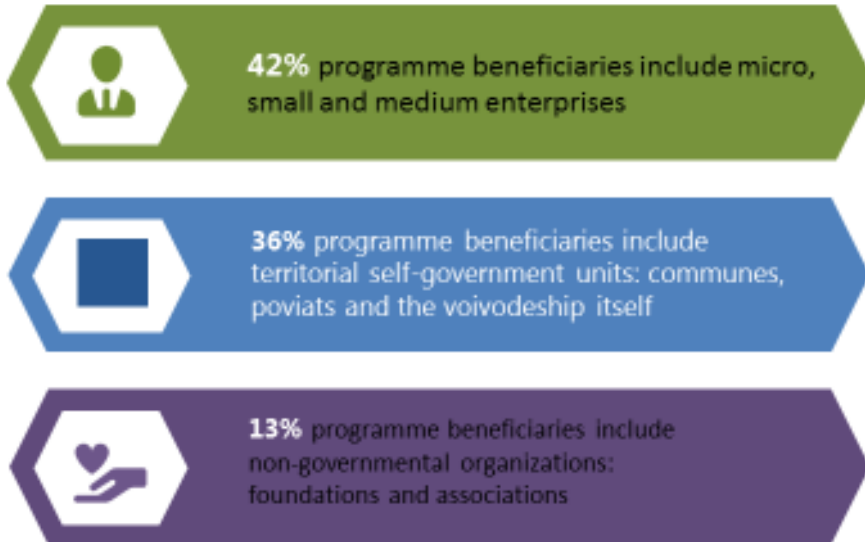 42% programme beneficiaries include micro,
small and medium enterprises
36% programme beneficiaries include
territorial self-government units: communes,
poviats and the voivodeship itself
13% programme beneficiaries include
non-governmental organizations:
foundations and associations